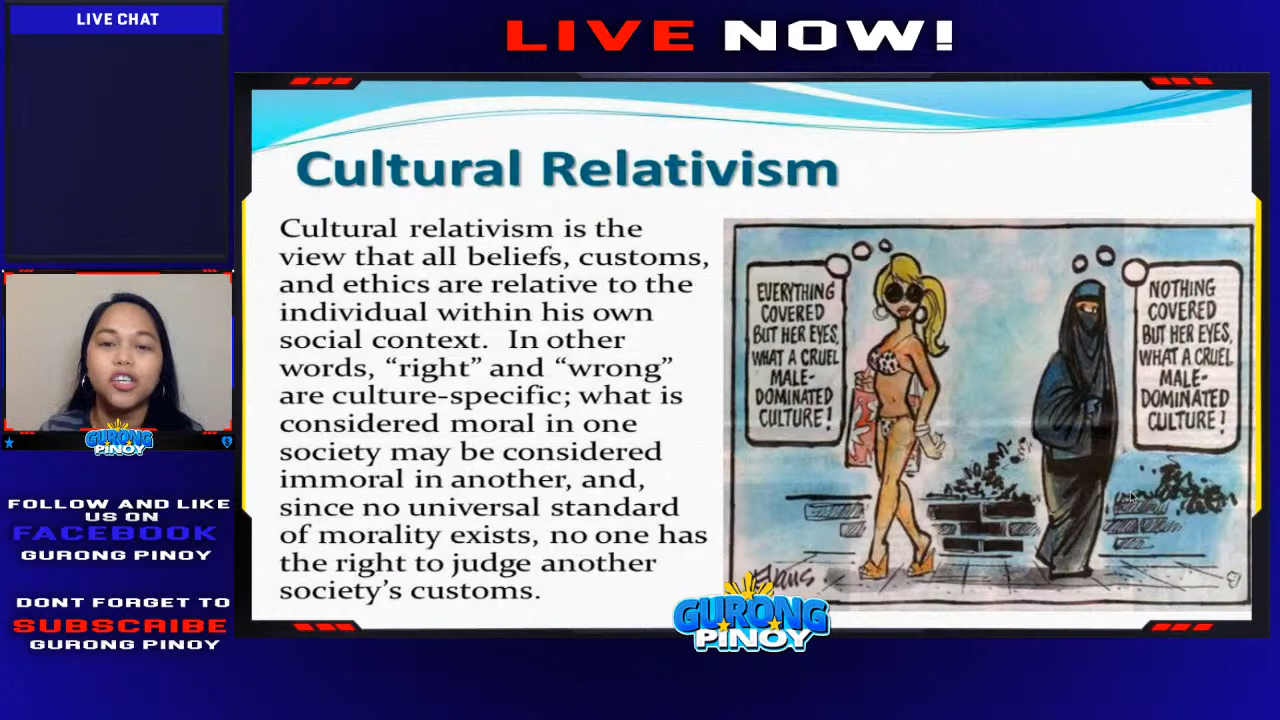 LIVE CHAT
LIVE NOW!
Cultural Relativism
Cultural relativism is the
view that all beliefs, customs,
and ethics are relative to the
individual within his own
social context.  In other
words, “right” and “wrong”
are culture-specific; what is
considered moral in one
society may be considered
immoral in another, and,
since no universal standard
of morality exists, no one has
the right to judge another
society’s customs.
EVERYTHING
COVERED
BUT HER EYES,
WHAT A CRUEL
MALE-
DOMINATED
CULTURE!
NOTHING
COVERED
BUT HER EYES,
WHAT A CRUEL
MALE-
DOMINATED
CULTURE!
Evans
GURONG
PINOY
GURONG
PINOY
FOLLOW AND LIKE
US ON
FACEBOOK
GURONG PINOY
DONT FORGET TO
SUBSCRIBE
GURONG PINOY